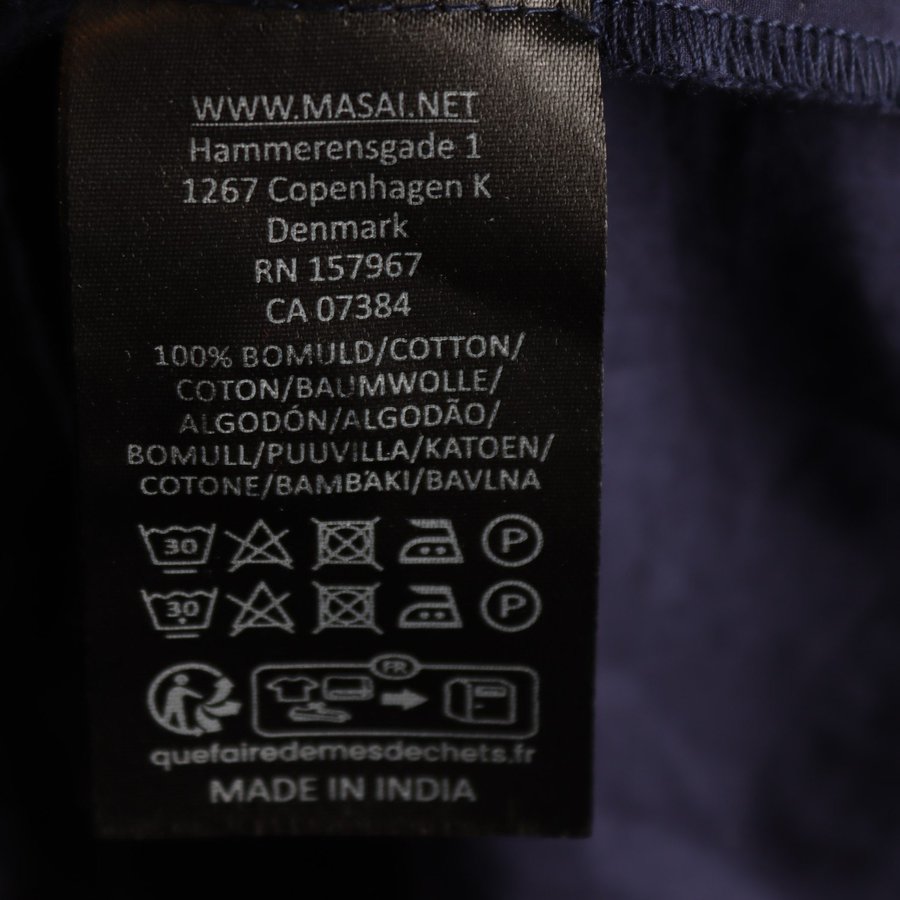 WWW.MASAI.NET
Hammerensgade 1
1267 Copenhagen K
Denmark
RN 157967
CA 07384
100% BOMULD/COTTON/
COTON/BAUMWOLLE/
ALGODÓN/ALGODÃO/
BOMULL/PUUVILLA/KATOEN/
COTONE/BAMBAKI/BAVLNA
30 P
30 P
FR
quefairedemesdechets.fr
MADE IN INDIA